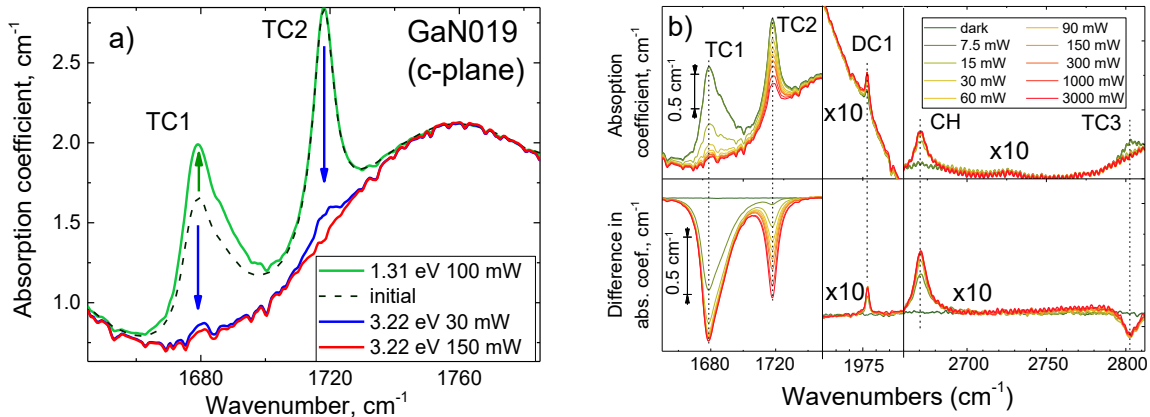 a)
TC2
GaN019
(c-plane)
TC1
2.5
2.0
1.5
1.0
Absorption coefficient, cm⁻¹
1.31 eV 100 mW
initial
3.22 eV 30 mW
3.22 eV 150 mW
1680
1720
1760
Wavenumber, cm⁻¹
b)
TC1
TC2
DC1
dark
7.5 mW
15 mW
30 mW
60 mW
90 mW
150 mW
300 mW
1000 mW
3000 mW
0.5 cm⁻¹
x10
CH
x10
TC3
Absoption
coefficient, cm⁻¹
0.5 cm⁻¹
x10
x10
Difference in
abs. coef., cm⁻¹
1680
1720
19775
2700
2750
2800
Wavenumbers (cm⁻¹)